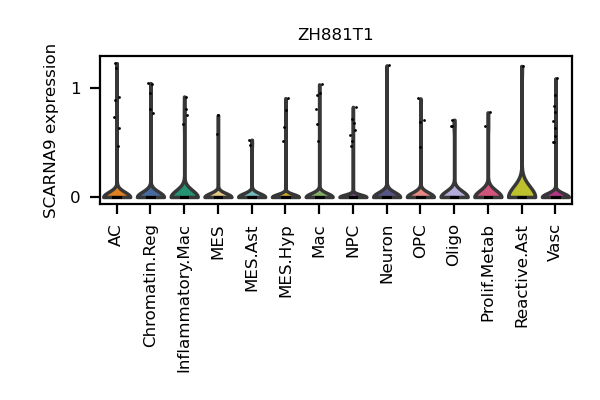 ZH881T1
SCARNA9 expression
1
0
AC
Chromatin.Reg
Inflammatory.Mac
MES
MES.Ast
MES.Hyp
Mac
NPC
Neuron
OPC
Oligo
Prolif.Metab
Reactive.Ast
Vasc